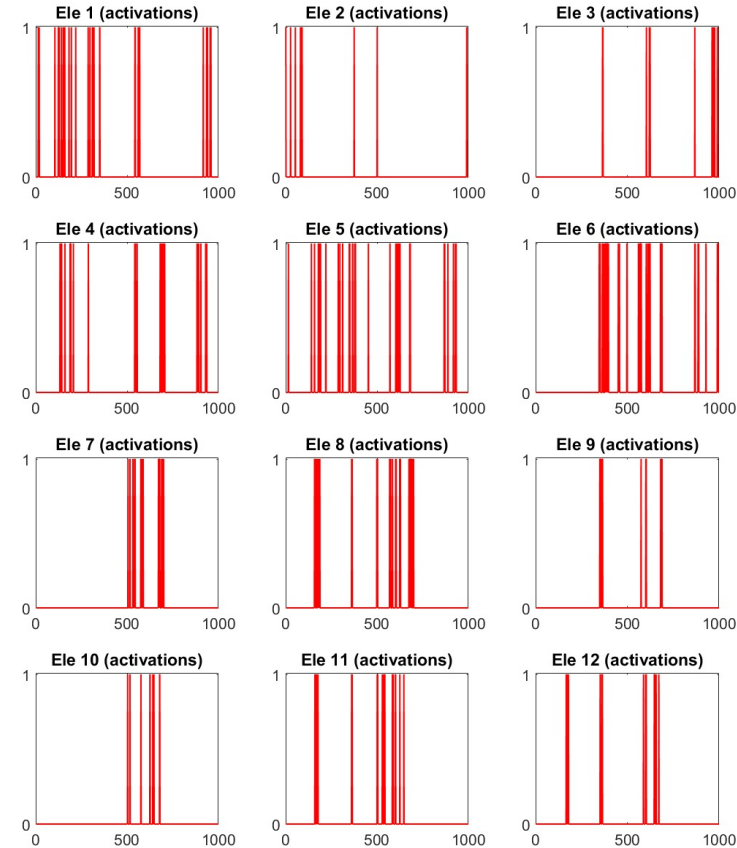 Ele 1 (activations) Ele 2 (activations) Ele 3 (activations)
1 1 1
0 0 0
0 500 1000 0 500 1000 0 500 1000
Ele 4 (activations) Ele 5 (activations) Ele 6 (activations)
1 1 1
0 0 0
0 500 1000 0 500 1000 0 500 1000
Ele 7 (activations) Ele 8 (activations) Ele 9 (activations)
1 1 1
0 0 0
0 500 1000 0 500 1000 0 500 1000
Ele 10 (activations) Ele 11 (activations) Ele 12 (activations)
1 1 1
0 0 0
0 500 1000 0 500 1000 0 500 1000